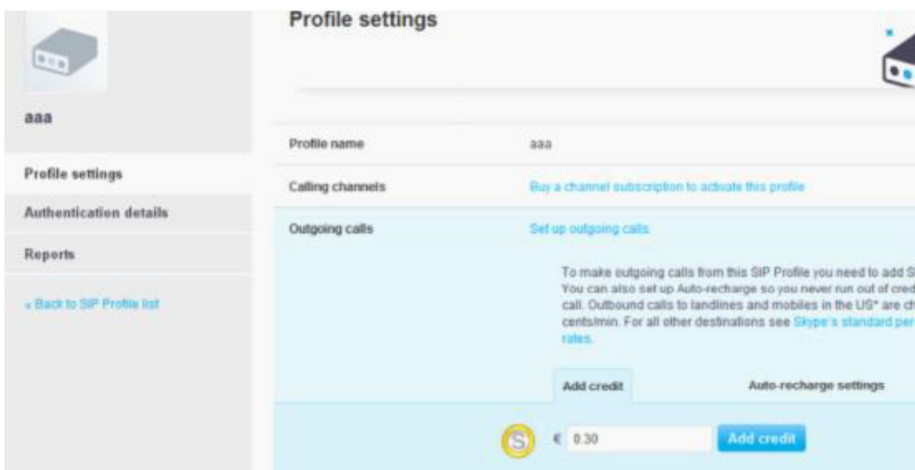 Profile settings
aaa
Profile settings
Authentication details
Reports
« Back to SIP Profile list
Profile name aaa
Calling channels Buy a channel subscription to activate this profile
Outgoing calls Set up outgoing calls
To make outgoing calls from this SIP Profile you need to add S
You can also set up Auto-recharge so you never run out of cred
call. Outbound calls to landlines and mobiles in the US* are ch
cents/min. For all other destinations see Skype's standard per
rates.
Add credit Auto-recharge settings
S € 0.30 Add credit